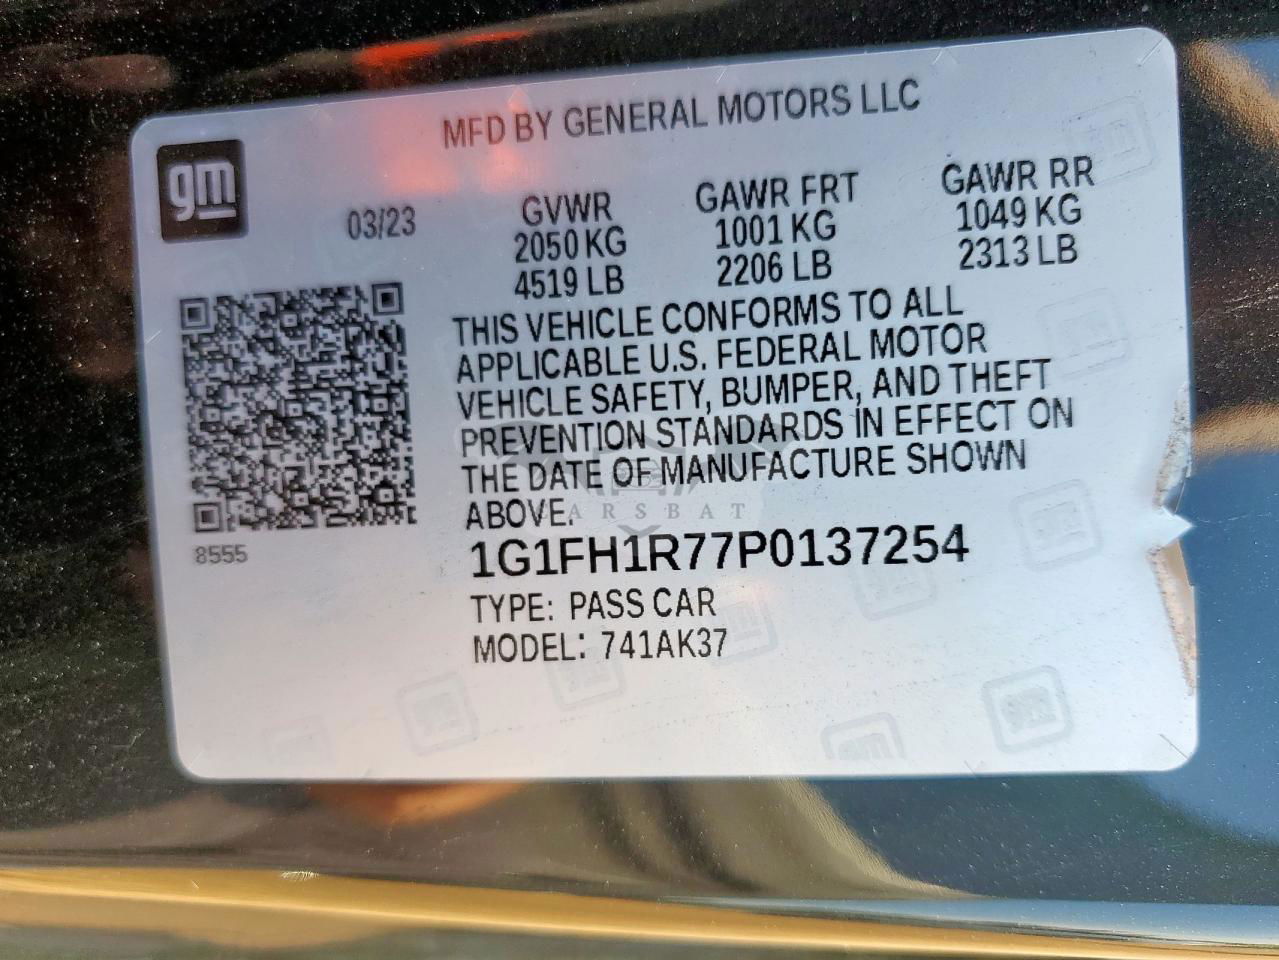 MFD BY GENERAL MOTORS LLC
gm
03/23
GVWR
2050 KG
4519 LB
GAWR FRT
1001 KG
2206 LB
GAWR RR
1049 KG
2313 LB
THIS VEHICLE CONFORMS TO ALL
APPLICABLE U.S. FEDERAL MOTOR
VEHICLE SAFETY, BUMPER, AND THEFT
PREVENTION STANDARDS IN EFFECT ON
THE DATE OF MANUFACTURE SHOWN
ABOVE.
CARSBAT
1G1FH1R77P0137254
8555
TYPE: PASS CAR
MODEL: 741AK37
gm